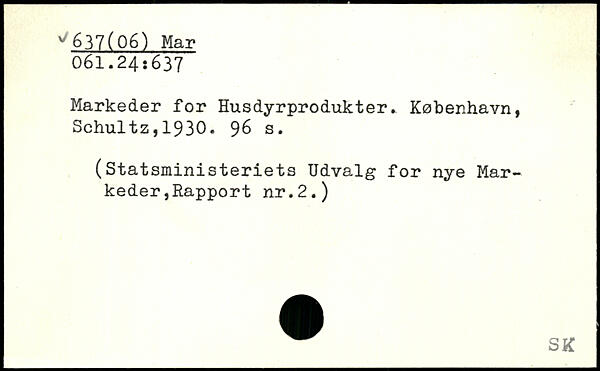 637(06) Mar
061.24:637
Markeder for Husdyrprodukter. København,
Schultz,1930. 96 s.
(Statsministeriets Udvalg for nye Mar-
keder,Rapport nr.2.)
SK